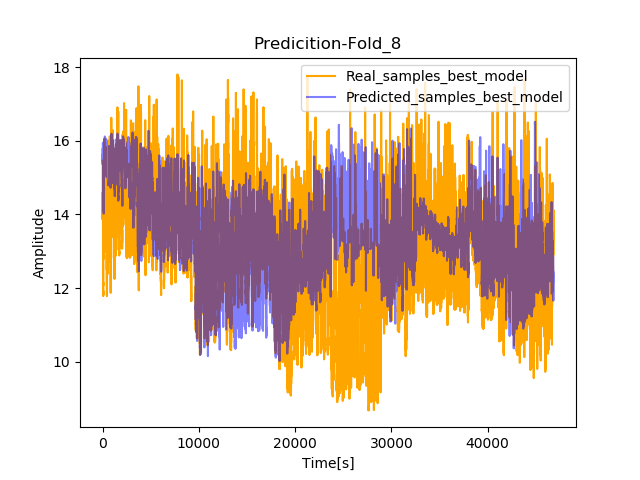 Predicition-Fold_8
Real_samples_best_model
Predicted_samples_best_model
18
16
14
12
10
Amplitude
0 10000 20000 30000 40000
Time[s]